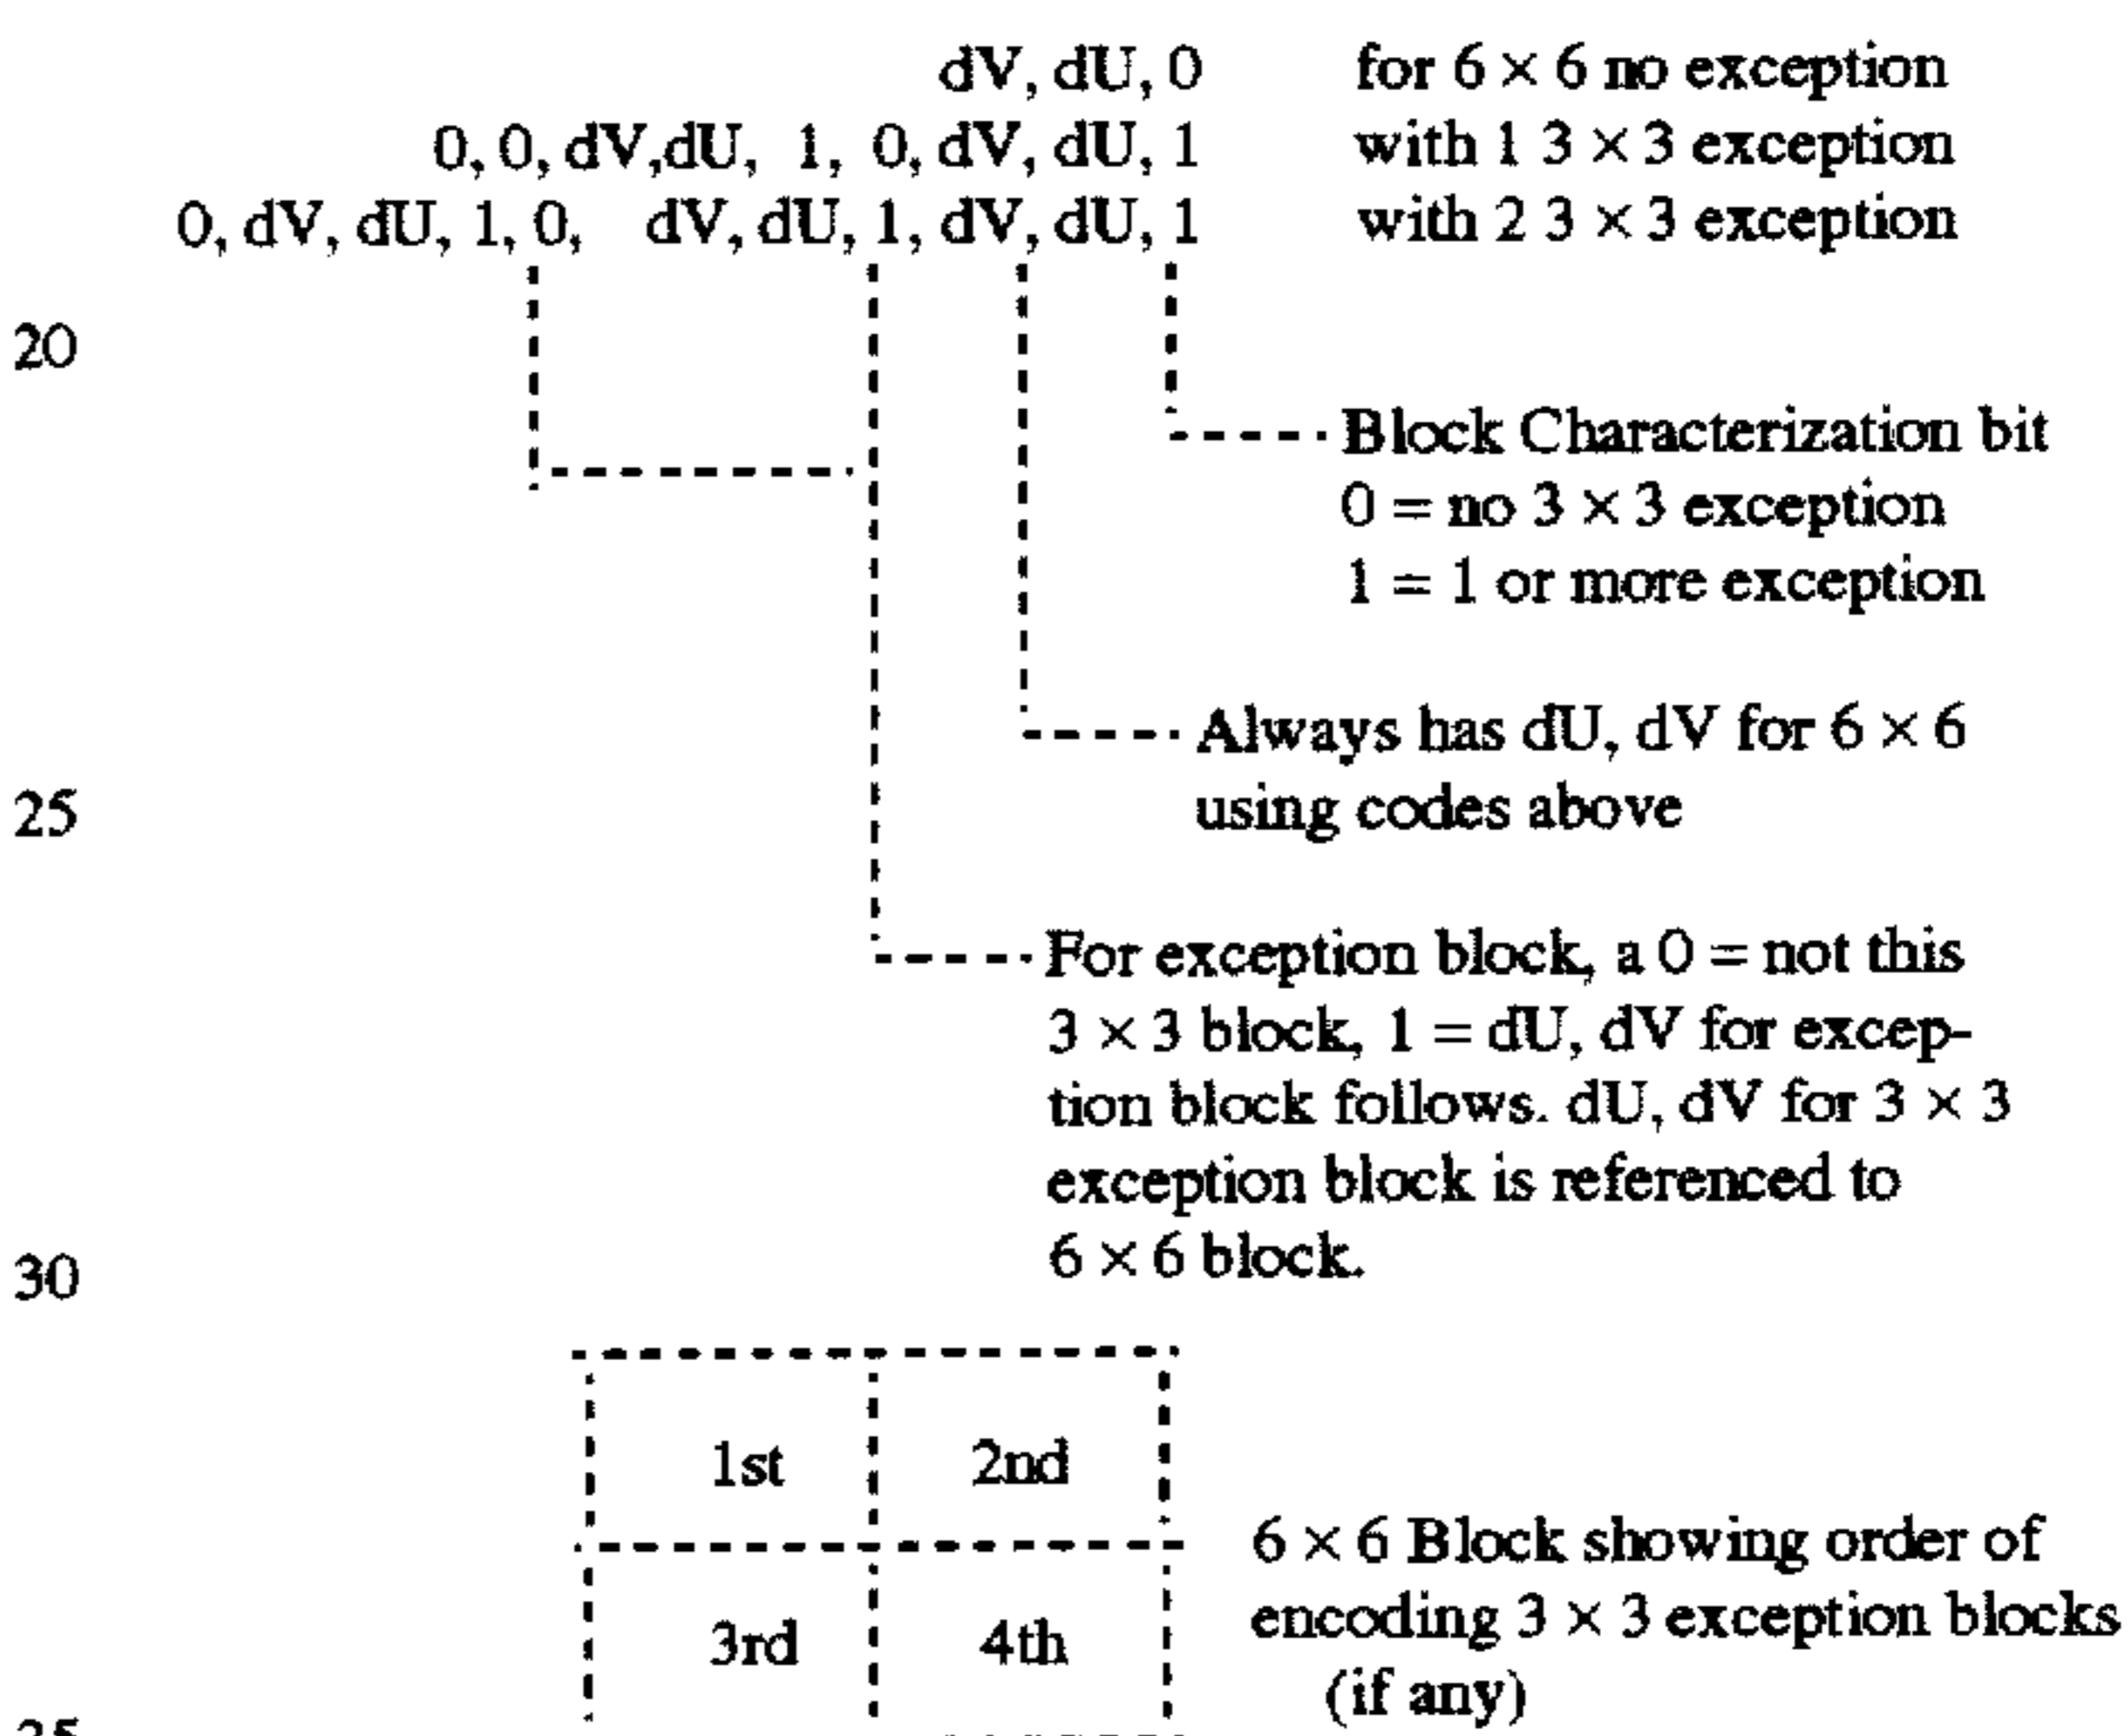 dV, dU, 0 for 6 × 6 no exception
0, 0, dV,dU, 1, 0, dV, dU, 1 with 1 3 × 3 exception
0, dV, dU, 1, 0, dV, dU, 1, dV, dU, 1 with 2 3 × 3 exception
20
Block Characterization bit
0 = no 3 × 3 exception
1 = 1 or more exception
Always has dU, dV for 6 × 6
25
using codes above
For exception block, a 0 = not this
3 × 3 block, 1 = dU, dV for excep-
tion block follows. dU, dV for 3 × 3
exception block is referenced to
30
6 × 6 block.
1st 2nd
6 × 6 Block showing order of
3rd 4th encoding 3 × 3 exception blocks
(if any)